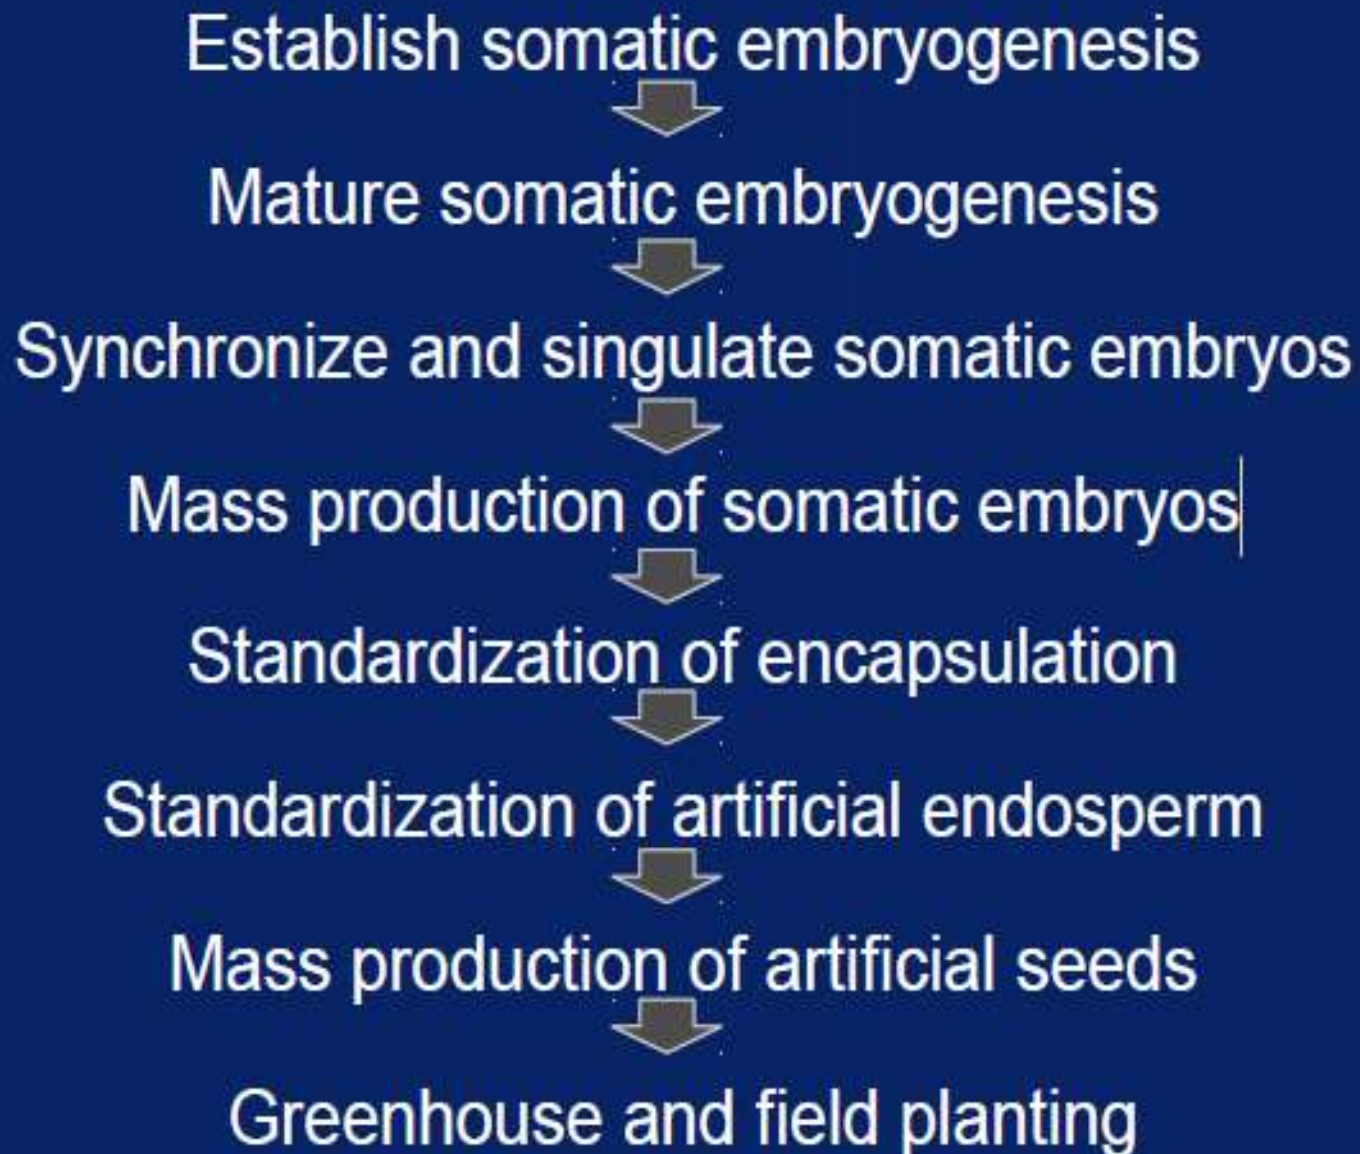 Establish somatic embryogenesis
Mature somatic embryogenesis
Synchronize and singulate somatic embryos
Mass production of somatic embryos
Standardization of encapsulation
Standardization of artificial endosperm
Mass production of artificial seeds
Greenhouse and field planting